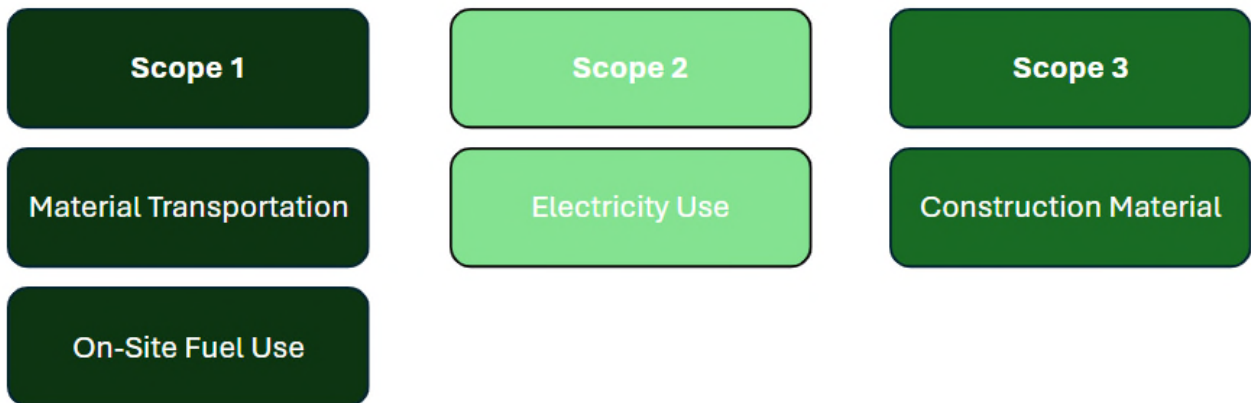 Scope 1
Scope 2
Scope 3
Material Transportation
Electricity Use
Construction Material
On-Site Fuel Use